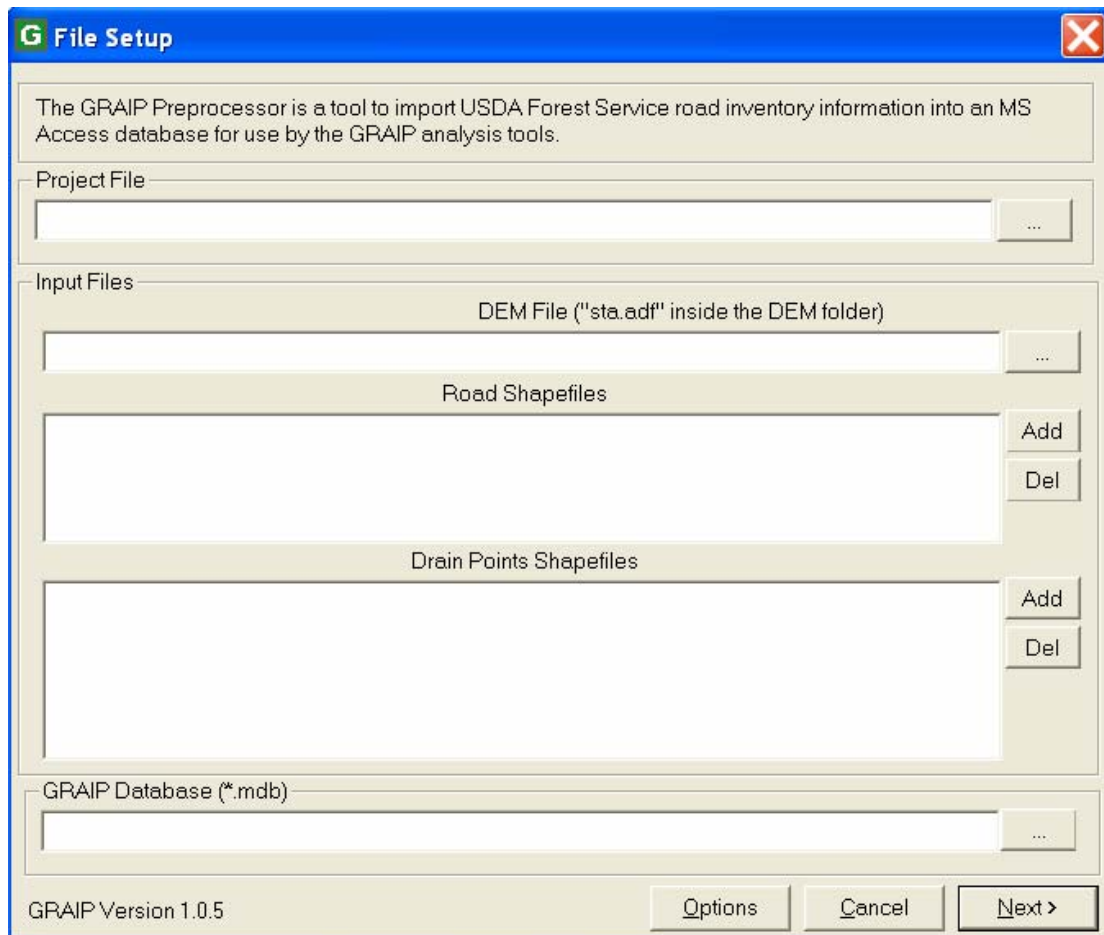 G File Setup
The GRAIP Preprocessor is a tool to import USDA Forest Service road inventory information into an MS
Access database for use by the GRAIP analysis tools.
Project File
...
Input Files
DEM File ("sta.adf" inside the DEM folder)
...
Road Shapefiles
Add
Del
Drain Points Shapefiles
Add
Del
GRAIP Database (*.mdb)
...
GRAIP Version 1.0.5
Options
Cancel
Next >